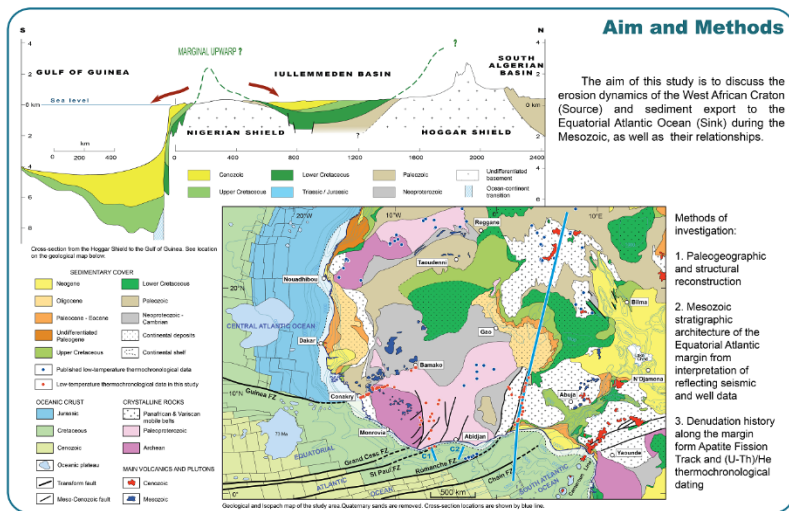 Aim and Methods
S
N
MARGINAL UPWARP ?
?
GULF OF GUINEA
IULLEMMEDEN BASIN
SOUTH
ALGERIAN
BASIN
Sea level
0 km
NIGERIAN SHIELD
HOGGAR SHIELD
km
0 200 400
0 400 600 1200 1600 2000 2400
Cenozoic
Lower Cretaceous
Paleozoic
Undifferentiated
basement
Upper Cretaceous
Triassic / Jurassic
Neoproterozoic
Ocean-continent
transition
The aim of this study is to discuss the
erosion dynamics of the West African Craton
(Source) and sediment export to the
Equatorial Atlantic Ocean (Sink) during the
Mesozoic, as well as their relationships.
Cross-section from the Hoggar Shield to the Gulf of Guinea. See location
on the geological map below.
SEDIMENTARY COVER
Neogene
Oligocene
Paleocene - Eocene
Undifferentiated
Paleogene
Upper Cretaceous
Lower Cretaceous
Paleozoic
Neoproterozoic -
Cambrian
Continental deposits
Continental shelf
Published low-temperature thermochronological data
Low-temperature thermochronological data in this study
OCEANIC CRUST
Jurassic
Cretaceous
Cenozoic
Oceanic plateau
Transform fault
Meso-Cenozoic fault
CRYSTALLINE ROCKS
Panafrican & Variscan
mobile belts
Paleoproterozoic
Archean
MAIN VOLCANICS AND PLUTONS
Cenozoic
Mesozoic
20°W
10°W
0°
10°E
20°N
10°N
0°
Reggane
Taoudenni
Nouadhibou
CENTRAL ATLANTIC OCEAN
Dakar
Gao
Bilma
Bamako
N'Djamena
Conakry
Guinea FZ
Abuja
Monrovia
Abidjan
Yaounde
C1
C2
EQUATORIAL
ATLANTIC
OCEAN
Grand Cess FZ
St Paul FZ
Romanche FZ
Chain FZ
SOUTH ATLANTIC
OCEAN
500 km
Geological and Isopach map of the study area.Quaternary sands are removed. Cross-section locations are shown by blue line.
Methods of
investigation:
1. Paleogeographic
and structural
reconstruction
2. Mesozoic
stratigraphic
architecture of the
Equatorial Atlantic
margin from
interpretation of
reflecting seismic
and well data
3. Denudation history
along the margin
form Apatite Fission
Track and (U-Th)/He
thermochronological
dating